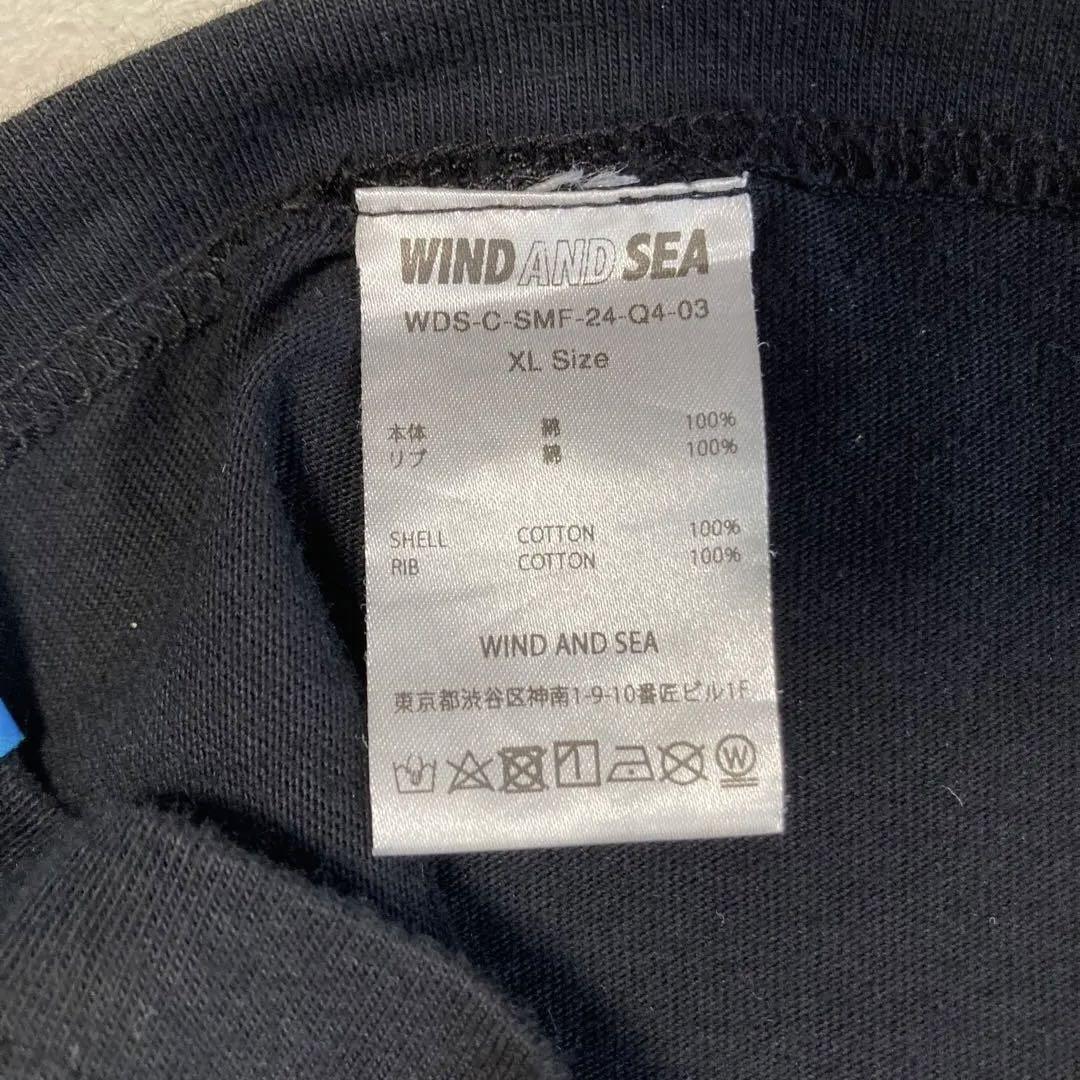 WIND AND SEA
WDS-C-SMF-24-Q4-03
XL Size
本体 綿 100%
リブ 綿 100%
SHELL COTTON 100%
RIB COTTON 100%
WIND AND SEA
東京都渋谷区神南1-9-10番匠ビル1F
W